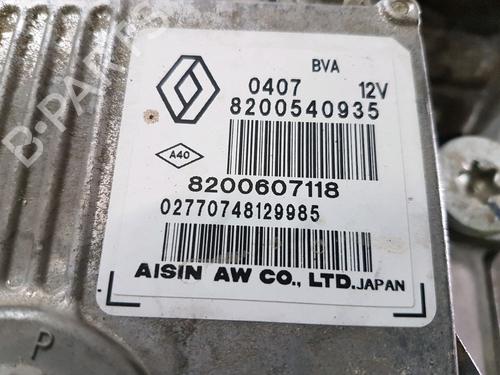 BVA
0407 12V
8200540935
A40
8200607118
02770748129985
AISIN AW CO., LTD. JAPAN
P
B-PARTS